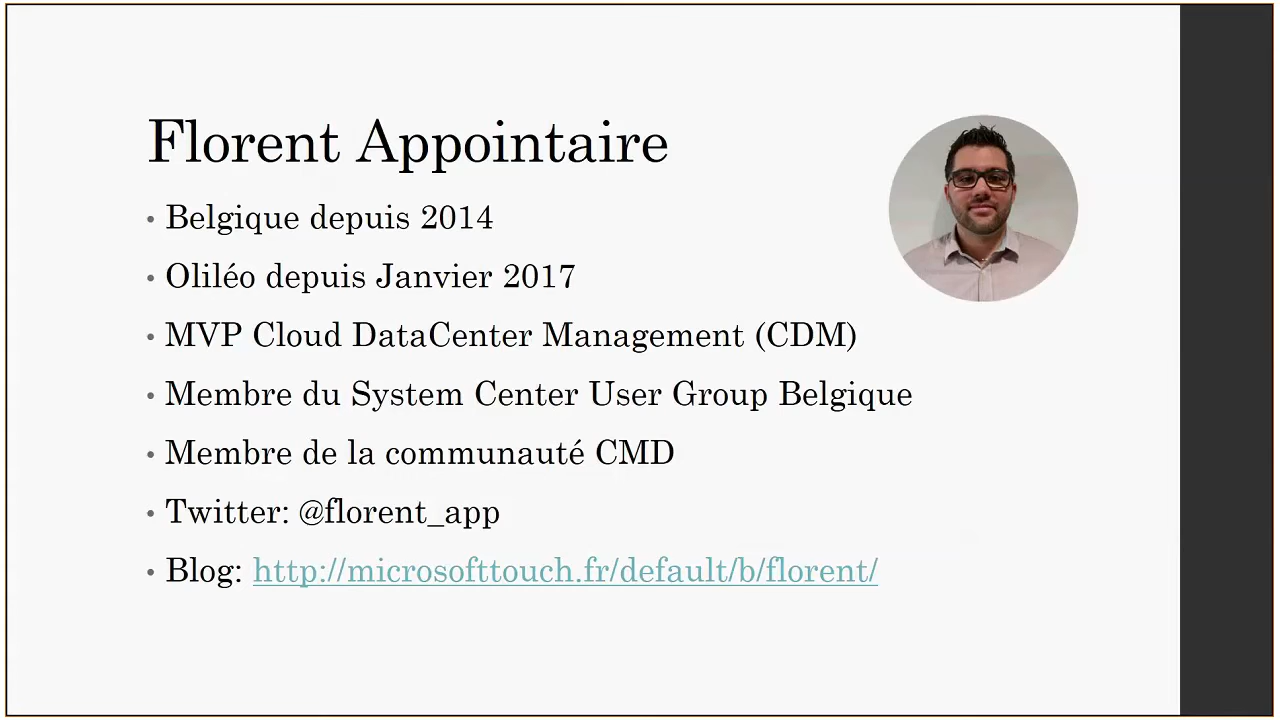 Florent Appointaire
• Belgique depuis 2014
• Oliléo depuis Janvier 2017
• MVP Cloud DataCenter Management (CDM)
• Membre du System Center User Group Belgique
• Membre de la communauté CMD
• Twitter: @florent_app
• Blog: http://microsofttouch.fr/default/b/florent/